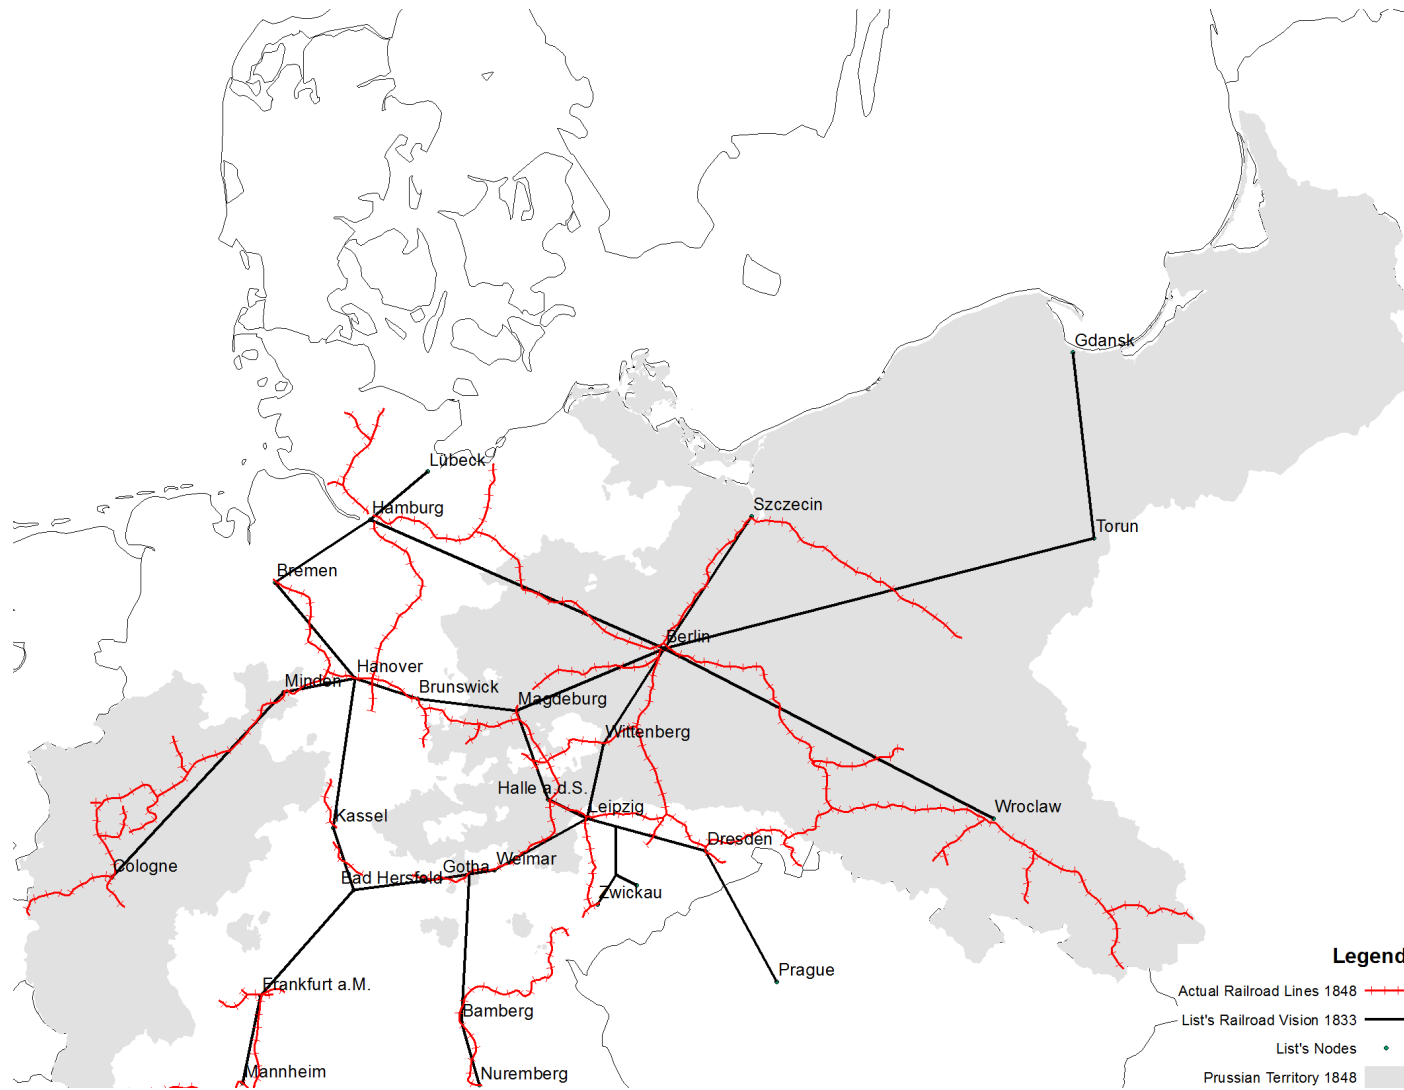 Gdansk
Lübeck
Hamburg
Szczecin
Torun
Bremen
Berlin
Hanover
Minden
Brunswick
Magdeburg
Wittenberg
Halle a.d.S.
Leipzig
Wroclaw
Kassel
Dresden
Cologne
Gotha
Weimar
Bad Hersfeld
Zwickau
Prague
Frankfurt a.M.
Bamberg
Mannheim
Nuremberg
Legend
Actual Railroad Lines 1848
List's Railroad Vision 1833
List's Nodes
Prussian Territory 1848